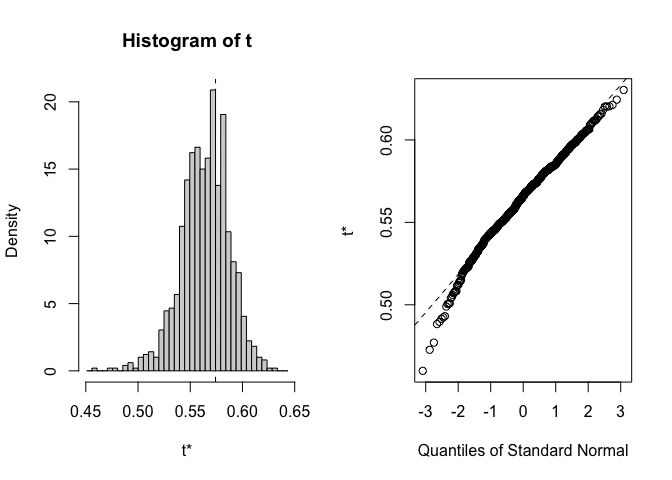 Histogram of t
Density
0
5
10
15
20
0.45 0.50 0.55 0.60 0.65
t*
t*
0.50
0.55
0.60
-3 -2 -1 0 1 2 3
Quantiles of Standard Normal